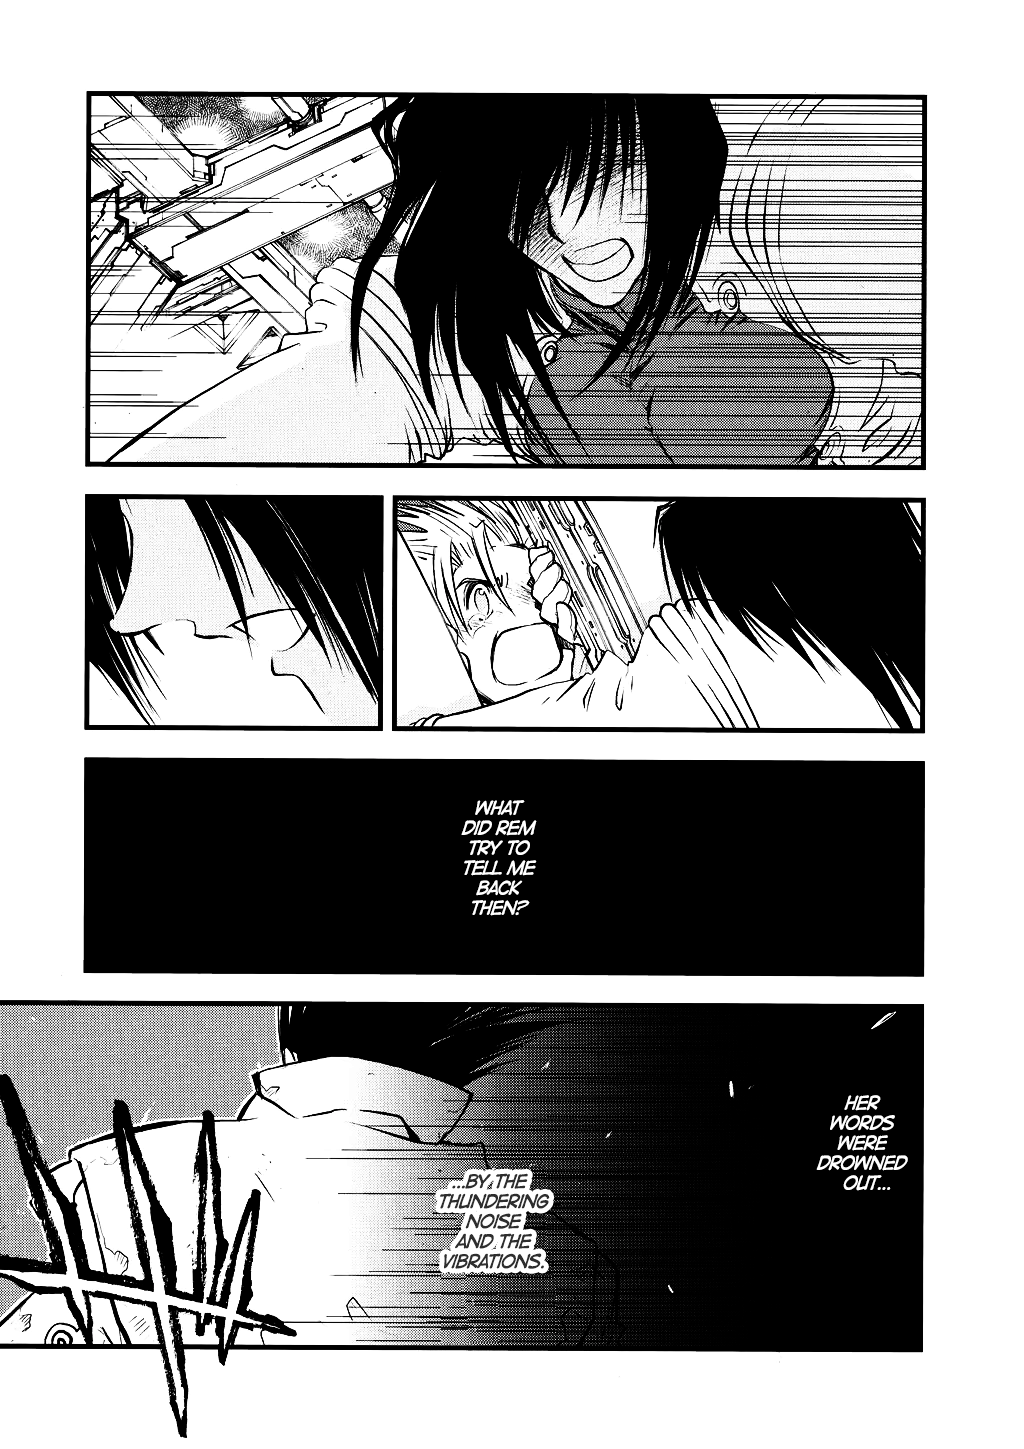 WHAT
DID REM
TRY TO
TELL ME
BACK
THEN?
HER
WORDS
WERE
DROWNED
OUT...
...BY THE
THUNDERING
NOISE
AND THE
VIBRATIONS.